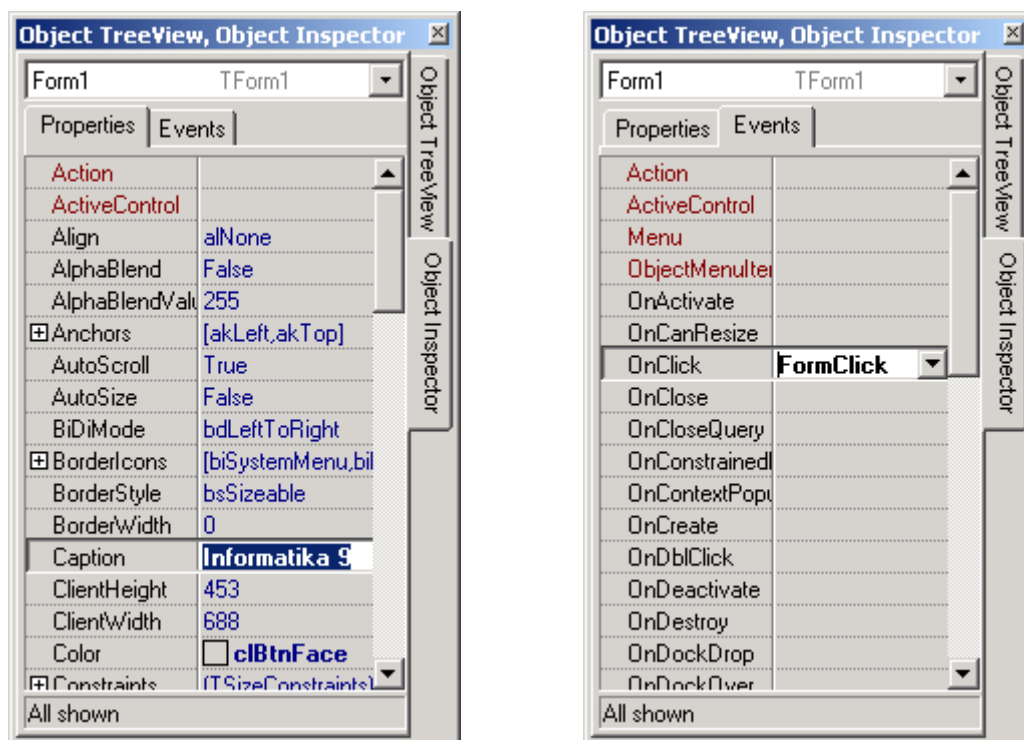 Object TreeView, Object Inspector
Form1 TForm1
Properties Events
Action
ActiveControl
Align alNone
AlphaBlend False
AlphaBlendValu 255
Anchors [akLeft,akTop]
AutoScroll True
AutoSize False
BiDiMode bdLeftToRight
BorderIcons [biSystemMenu,bil
BorderStyle bsSizeable
BorderWidth 0
Caption Informatika 9
ClientHeight 453
ClientWidth 688
Color clBtnFace
Constraints (TSizeConstraints)
All shown
Object TreeView
Object Inspector
Object TreeView, Object Inspector
Form1 TForm1
Properties Events
Action
ActiveControl
Menu
ObjectMenuItem
OnActivate
OnCanResize
OnClick FormClick
OnClose
OnCloseQuery
OnConstrainedI
OnContextPopu
OnCreate
OnDblClick
OnDeactivate
OnDestroy
OnDockDrop
OnDockOver
All shown
Object TreeView
Object Inspector